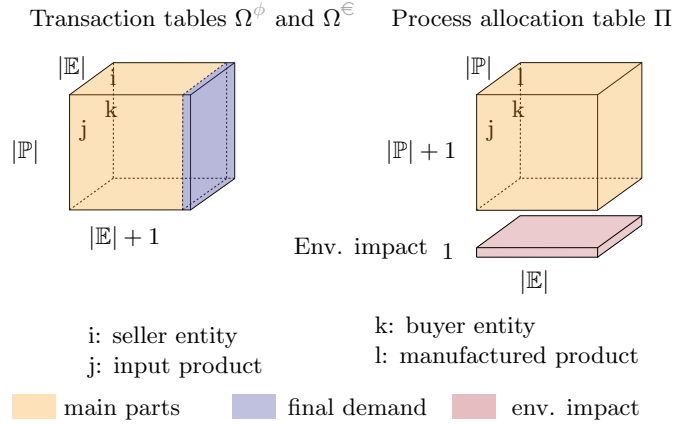 Transaction tables Ω^ϕ and Ω^€ Process allocation table Π
|𝔼| i k j |ℙ| |𝔼| + 1
|ℙ| l k j |ℙ| + 1
Env. impact 1
|𝔼|
i: seller entity
j: input product
k: buyer entity
l: manufactured product
main parts final demand env. impact